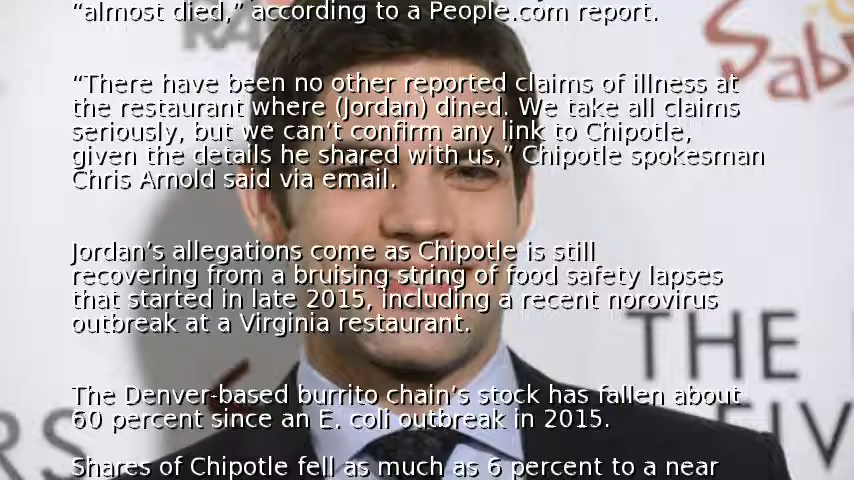 “almost died,” according to a People.com report.
“There have been no other reported claims of illness at
the restaurant where (Jordan) dined. We take all claims
seriously, but we can’t confirm any link to Chipotle,
given the details he shared with us,” Chipotle spokesman
Chris Arnold said via email.
Jordan’s allegations come as Chipotle is still
recovering from a bruising string of food safety lapses
that started in late 2015, including a recent norovirus
outbreak at a Virginia restaurant.
The Denver-based burrito chain’s stock has fallen about
60 percent since an E. coli outbreak in 2015.
Shares of Chipotle fell as much as 6 percent to a near
THE